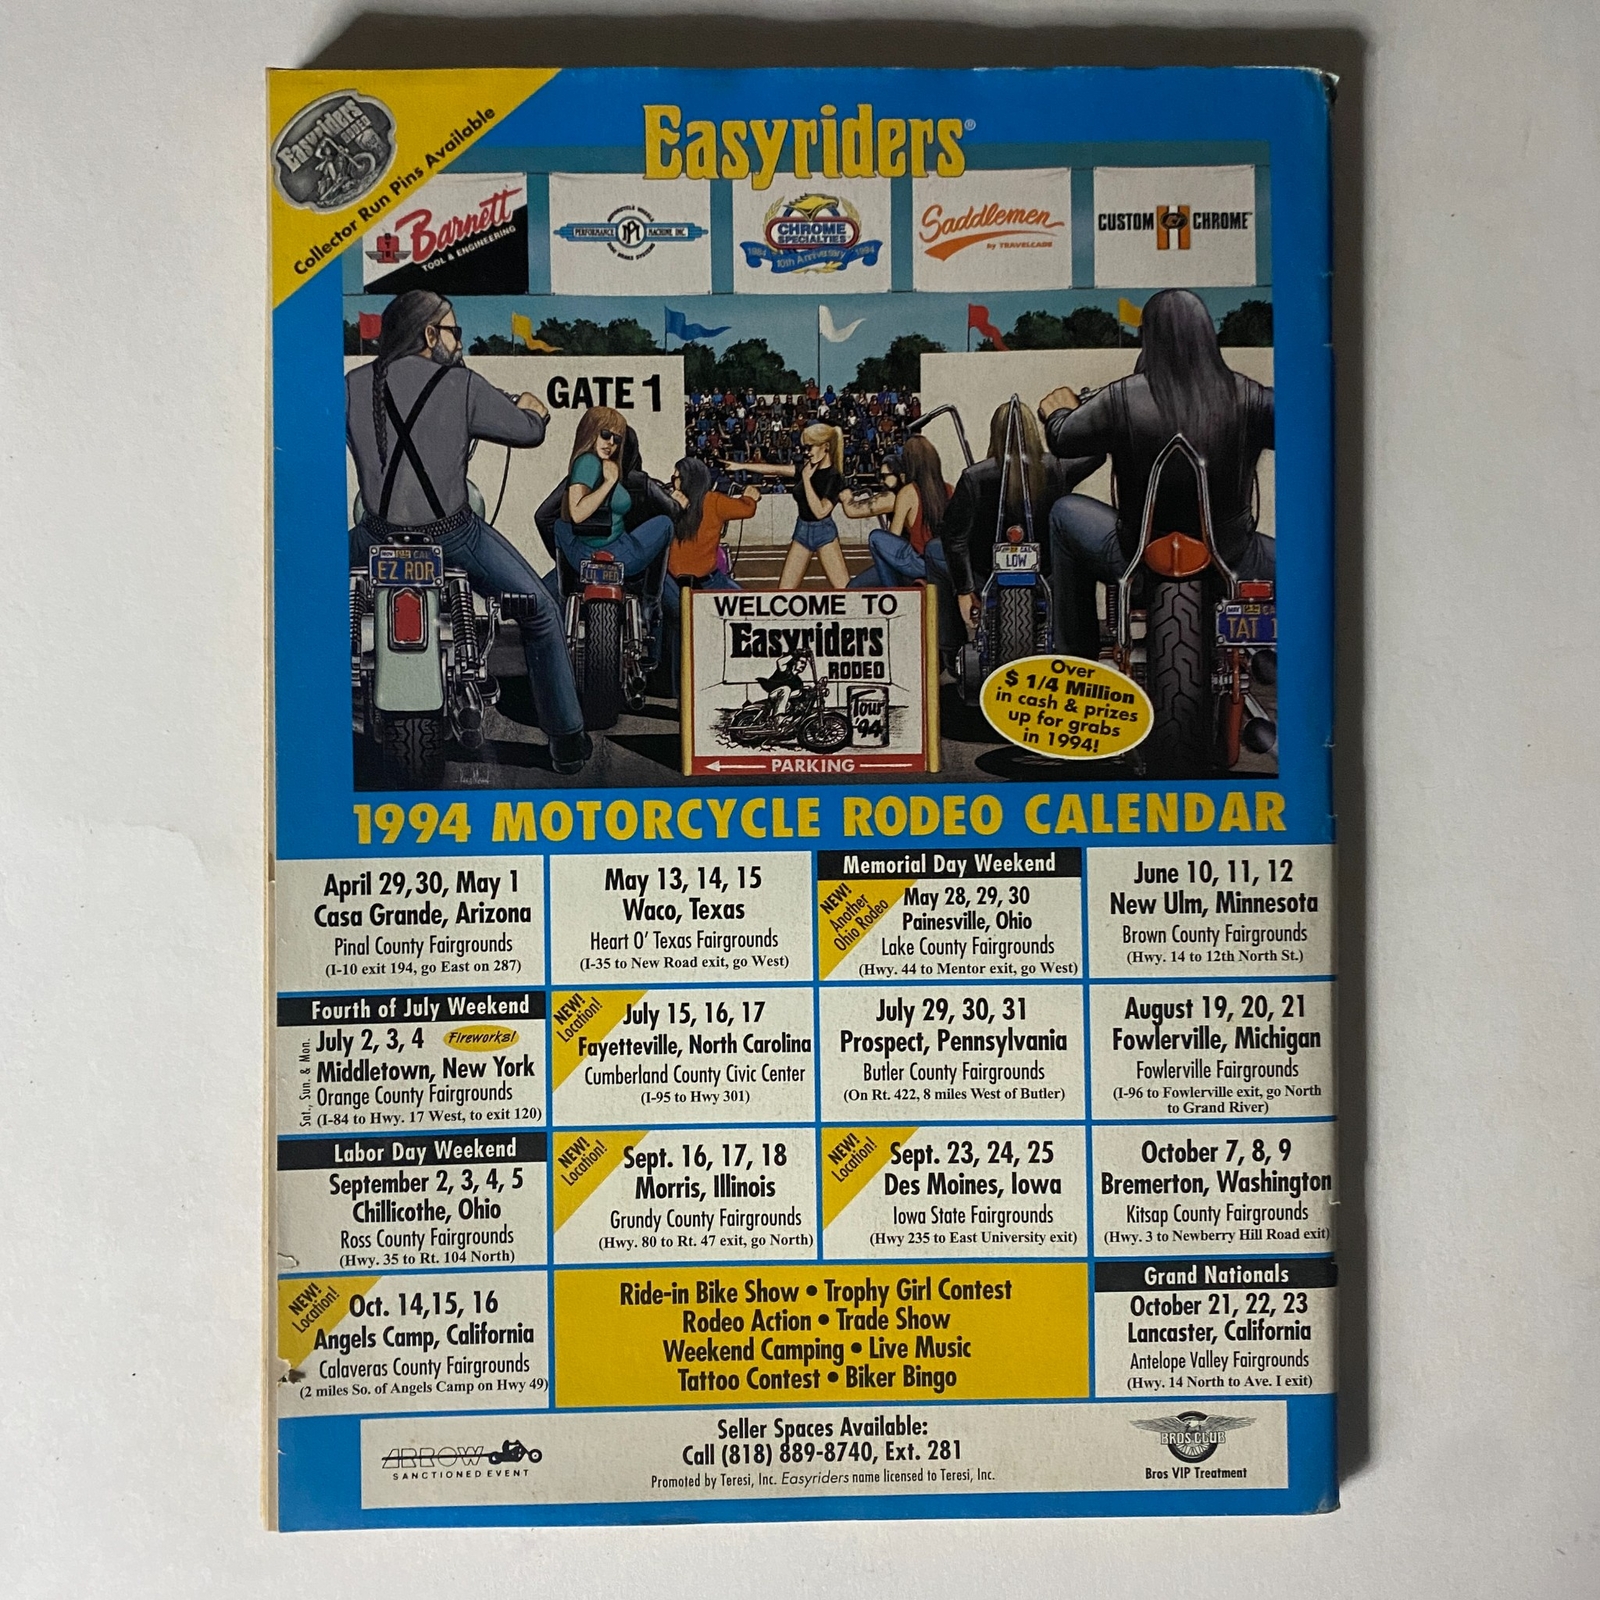 Easyriders®
Easyriders
RODEO
Collector Run Pins Available
Barnett
TOOL & ENGINEERING
MOTORCYCLE WHEELS
PERFORMANCE PM MACHINE INC.
AND BRAKE SYSTEMS
CHROME
SPECIALTIES
1984 10th Anniversary 1994
Saddlemen
by TRAVELCADE
CUSTOM CHROME
GATE 1
EZ RDR
LIL RED
LOW
TAT 1
WELCOME TO
Easyriders
RODEO
Tour
'94
PARKING
Over
$ 1/4 Million
in cash & prizes
up for grabs
in 1994!
1994 MOTORCYCLE RODEO CALENDAR
April 29,30, May 1
Casa Grande, Arizona
Pinal County Fairgrounds
(I-10 exit 194, go East on 287)
May 13, 14, 15
Waco, Texas
Heart O' Texas Fairgrounds
(I-35 to New Road exit, go West)
Memorial Day Weekend
NEW!
Another
Ohio Rodeo
May 28, 29, 30
Painesville, Ohio
Lake County Fairgrounds
(Hwy. 44 to Mentor exit, go West)
June 10, 11, 12
New Ulm, Minnesota
Brown County Fairgrounds
(Hwy. 14 to 12th North St.)
Fourth of July Weekend
Sat., Sun. & Mon.
July 2, 3, 4 Fireworks!
Middletown, New York
Orange County Fairgrounds
(I-84 to Hwy. 17 West, to exit 120)
NEW!
Location!
July 15, 16, 17
Fayetteville, North Carolina
Cumberland County Civic Center
(I-95 to Hwy 301)
July 29, 30, 31
Prospect, Pennsylvania
Butler County Fairgrounds
(On Rt. 422, 8 miles West of Butler)
August 19, 20, 21
Fowlerville, Michigan
Fowlerville Fairgrounds
(I-96 to Fowlerville exit, go North
to Grand River)
Labor Day Weekend
September 2, 3, 4, 5
Chillicothe, Ohio
Ross County Fairgrounds
(Hwy. 35 to Rt. 104 North)
NEW!
Location!
Sept. 16, 17, 18
Morris, Illinois
Grundy County Fairgrounds
(Hwy. 80 to Rt. 47 exit, go North)
NEW!
Location!
Sept. 23, 24, 25
Des Moines, Iowa
Iowa State Fairgrounds
(Hwy 235 to East University exit)
October 7, 8, 9
Bremerton, Washington
Kitsap County Fairgrounds
(Hwy. 3 to Newberry Hill Road exit)
NEW!
Location!
Oct. 14,15, 16
Angels Camp, California
Calaveras County Fairgrounds
(2 miles So. of Angels Camp on Hwy 49)
Ride-in Bike Show • Trophy Girl Contest
Rodeo Action • Trade Show
Weekend Camping • Live Music
Tattoo Contest • Biker Bingo
Grand Nationals
October 21, 22, 23
Lancaster, California
Antelope Valley Fairgrounds
(Hwy. 14 North to Ave. I exit)
ARROW
SANCTIONED EVENT
Seller Spaces Available:
Call (818) 889-8740, Ext. 281
Promoted by Teresi, Inc. Easyriders name licensed to Teresi, Inc.
BROS CLUB
Bros VIP Treatment